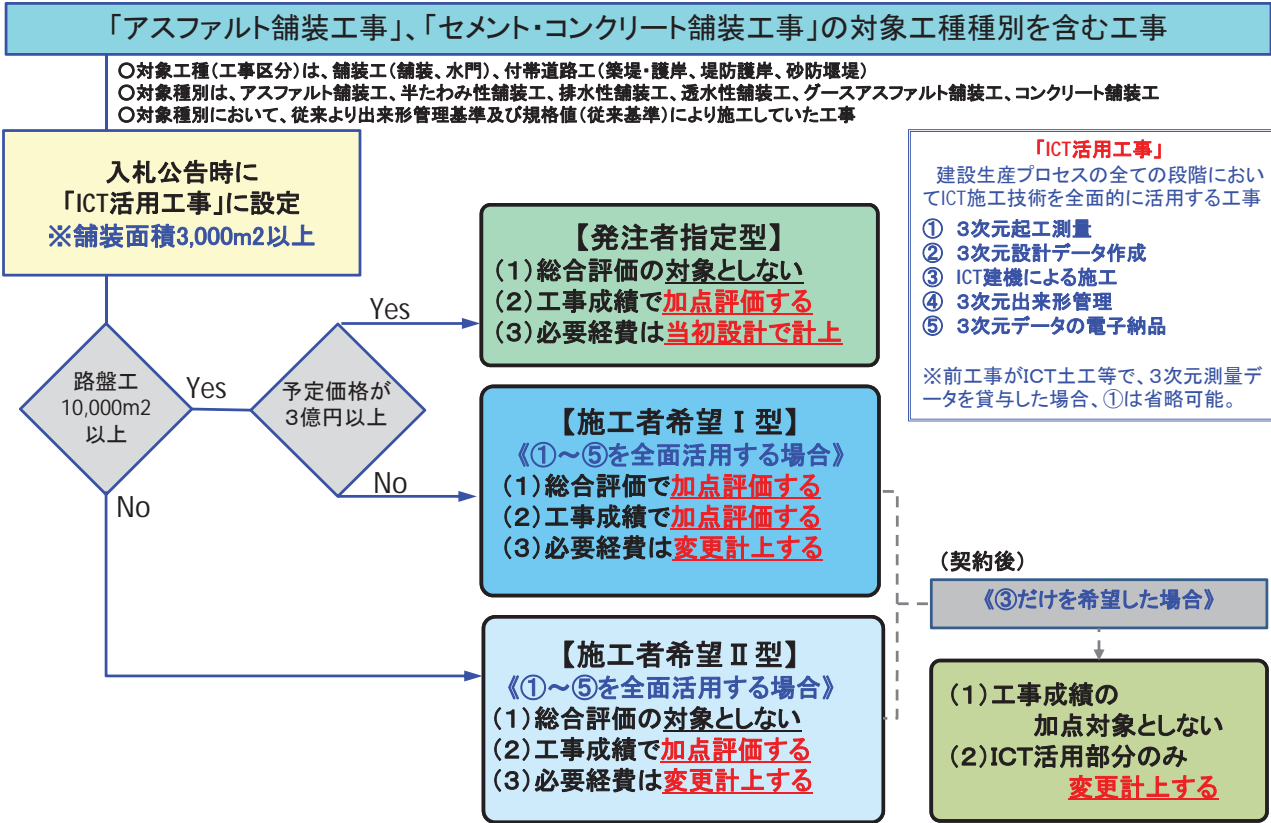 「アスファルト舗装工事」、「セメント・コンクリート舗装工事」の対象工種種別を含む工事
○対象工種（工事区分）は、舗装工（舗装、水門）、付帯道路工（築堤・護岸、堤防護岸、砂防堰堤）
○対象種別は、アスファルト舗装工、半たわみ性舗装工、排水性舗装工、透水性舗装工、グースアスファルト舗装工、コンクリート舗装工
○対象種別において、従来より出来形管理基準及び規格値（従来基準）により施工していた工事
入札公告時に
「ICT活用工事」に設定
※舗装面積3,000m2以上
路盤工
10,000m2
以上
Yes
No
予定価格が
3億円以上
Yes
No
【発注者指定型】
（１）総合評価の対象としない
（２）工事成績で加点評価する
（３）必要経費は当初設計で計上
【施工者希望Ⅰ型】
《①～⑤を全面活用する場合》
（１）総合評価で加点評価する
（２）工事成績で加点評価する
（３）必要経費は変更計上する
【施工者希望Ⅱ型】
《①～⑤を全面活用する場合》
（１）総合評価の対象としない
（２）工事成績で加点評価する
（３）必要経費は変更計上する
「ICT活用工事」
建設生産プロセスの全ての段階におい
てICT施工技術を全面的に活用する工事
① ３次元起工測量
② ３次元設計データ作成
③ ICT建機による施工
④ ３次元出来形管理
⑤ ３次元データの電子納品
※前工事がICT土工等で、３次元測量デ
ータを貸与した場合、①は省略可能。
（契約後）
《③だけを希望した場合》
（１）工事成績の
加点対象としない
（２）ICT活用部分のみ
変更計上する